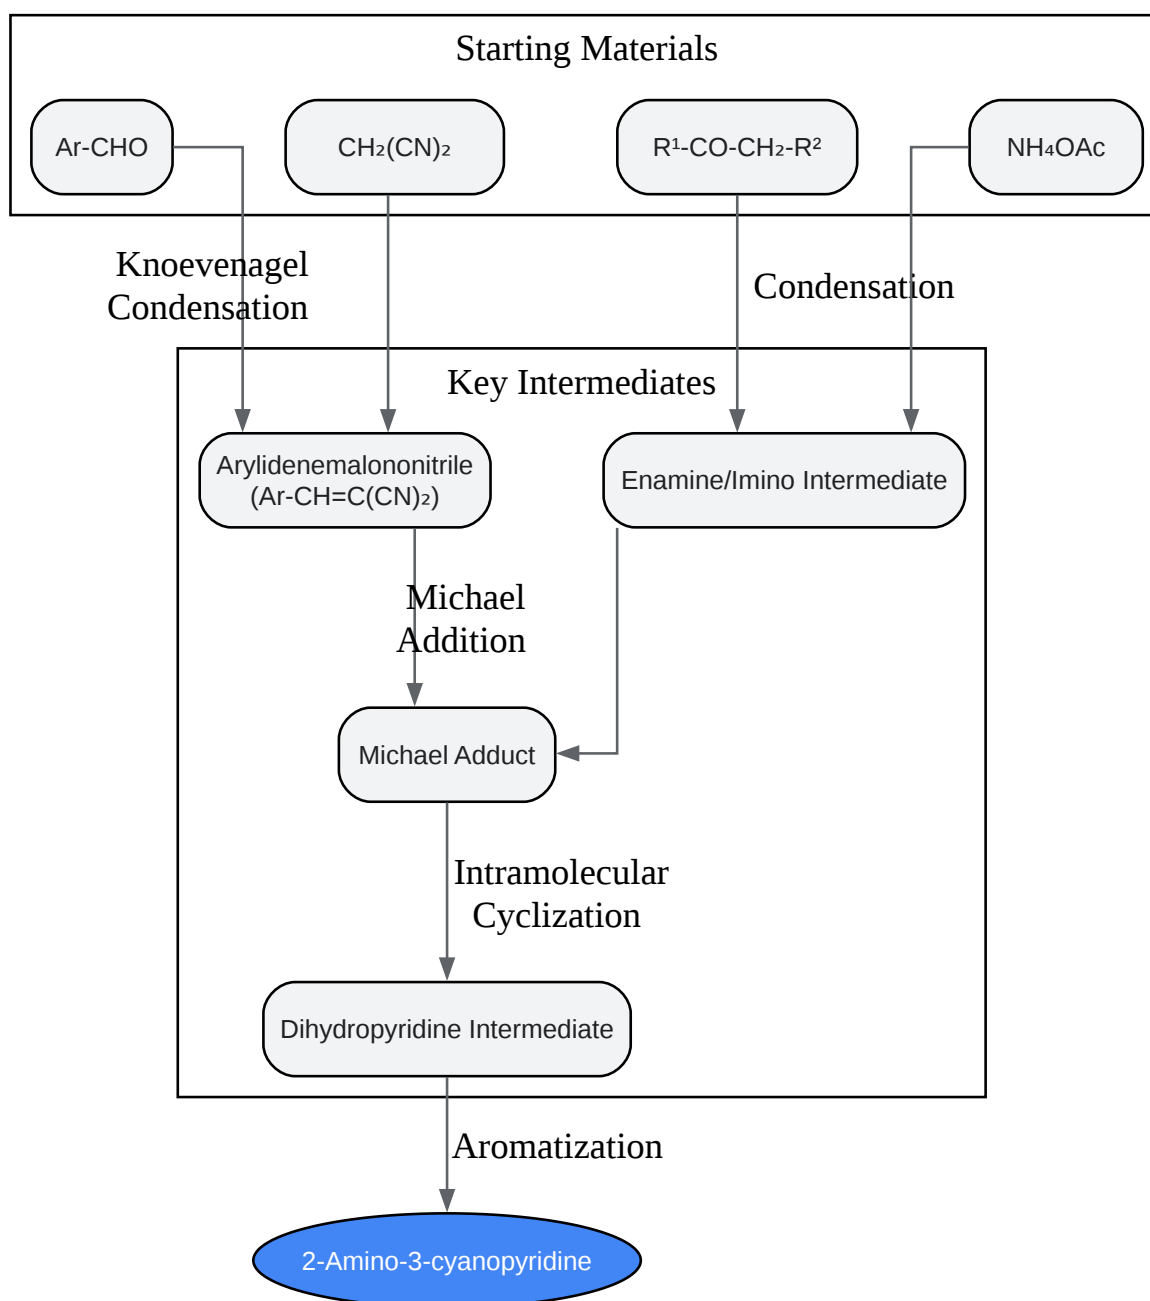 Starting Materials
Ar-CHO
CH₂(CN)₂
R¹-CO-CH₂-R²
NH₄OAc
Knoevenagel
Condensation
Condensation
Key Intermediates
Arylidenemalononitrile
(Ar-CH=C(CN)₂)
Enamine/Imino Intermediate
Michael
Addition
Michael Adduct
Intramolecular
Cyclization
Dihydropyridine Intermediate
Aromatization
2-Amino-3-cyanopyridine